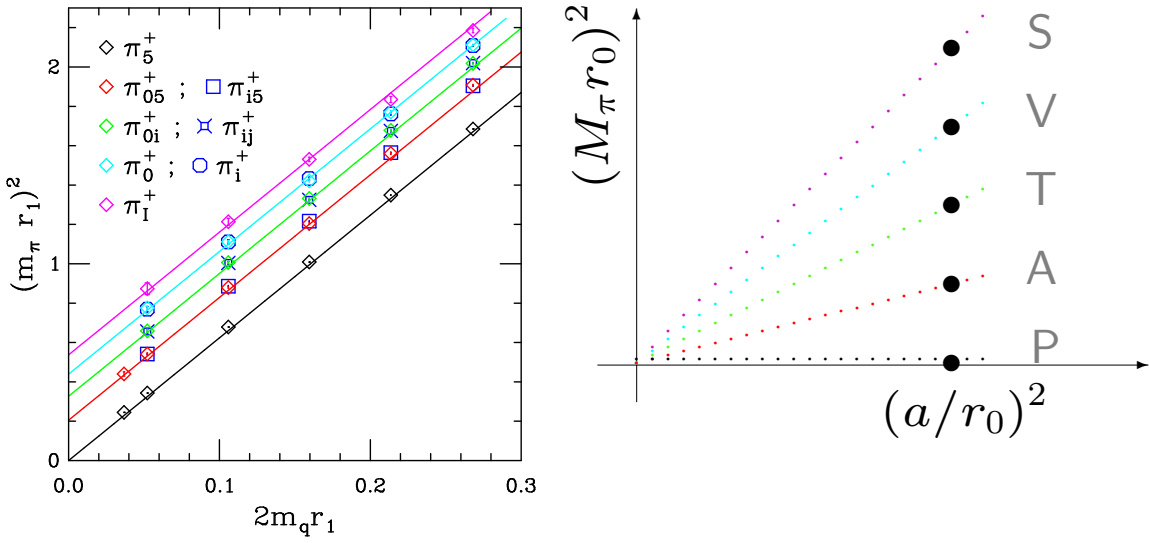 (m_π r_1)^2
2
1
0
π_5^+
π_05^+ ; π_i5^+
π_0i^+ ; π_ij^+
π_0^+ ; π_i^+
π_I^+
0.0 0.1 0.2 0.3
2m_q r_1
(M_π r_0)^2
S
V
T
A
P
(a/r_0)^2